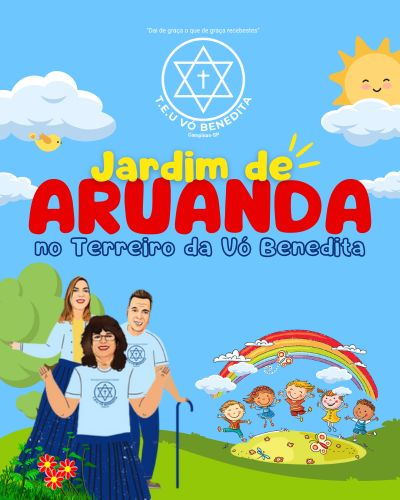 "Dai de graça o que de graça recebestes"
T.E.U VÓ BENEDITA
Campinas-SP
Jardim de
ARUANDA
no Terreiro da Vó Benedita